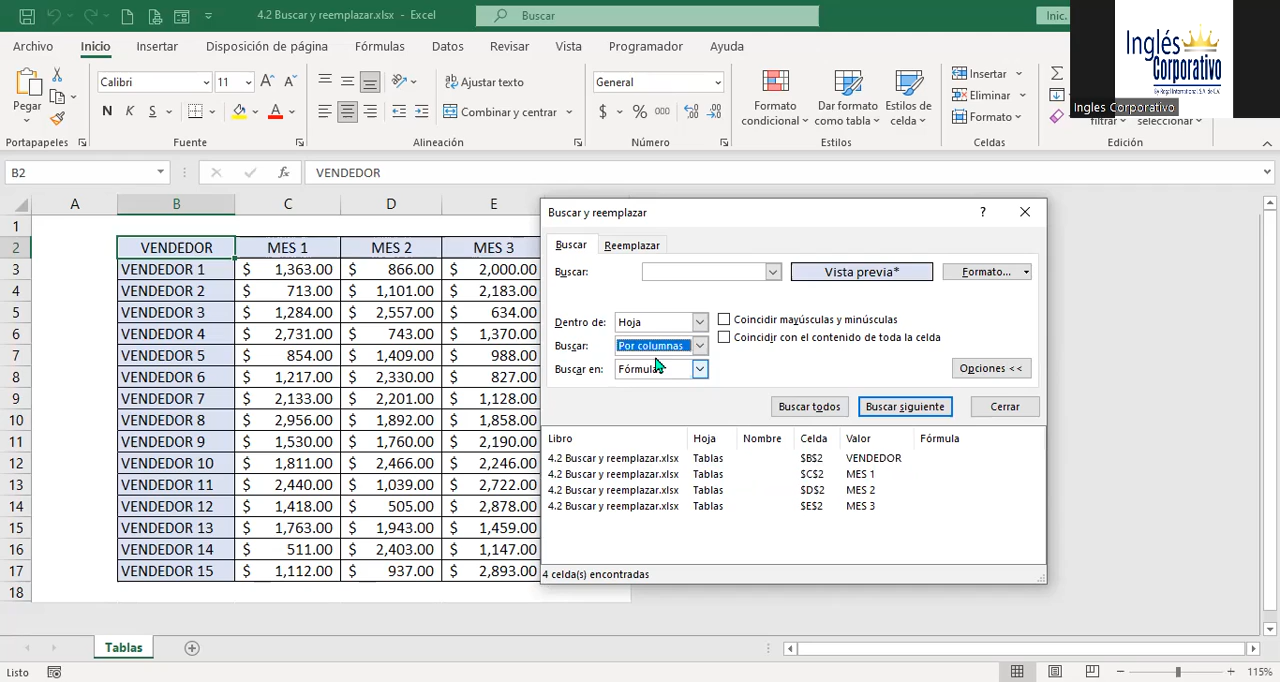 4.2 Buscar y reemplazar.xlsx - Excel
Buscar
Inic.
Archivo Inicio Insertar Disposición de página Fórmulas Datos Revisar Vista Programador Ayuda
Inglés
Corporativo
by Regal International, S.A. de C.V.
Ingles Corporativo
Pegar
Calibri 11
N K S
Ajustar texto
Combinar y centrar
General
$ % 000
Formato condicional
Dar formato como tabla
Estilos de celda
Insertar
Eliminar
Formato
filtrar seleccionar
Portapapeles Fuente Alineación Número Estilos Celdas Edición
B2 fx VENDEDOR
A B C D E
1
2 VENDEDOR MES 1 MES 2 MES 3
3 VENDEDOR 1 $ 1,363.00 $ 866.00 $ 2,000.00
4 VENDEDOR 2 $ 713.00 $ 1,101.00 $ 2,183.00
5 VENDEDOR 3 $ 1,284.00 $ 2,557.00 $ 634.00
6 VENDEDOR 4 $ 2,731.00 $ 743.00 $ 1,370.00
7 VENDEDOR 5 $ 854.00 $ 1,409.00 $ 988.00
8 VENDEDOR 6 $ 1,217.00 $ 2,330.00 $ 827.00
9 VENDEDOR 7 $ 2,133.00 $ 2,201.00 $ 1,128.00
10 VENDEDOR 8 $ 2,956.00 $ 1,892.00 $ 1,858.00
11 VENDEDOR 9 $ 1,530.00 $ 1,760.00 $ 2,190.00
12 VENDEDOR 10 $ 1,811.00 $ 2,466.00 $ 2,246.00
13 VENDEDOR 11 $ 2,440.00 $ 1,039.00 $ 2,722.00
14 VENDEDOR 12 $ 1,418.00 $ 505.00 $ 2,878.00
15 VENDEDOR 13 $ 1,763.00 $ 1,943.00 $ 1,459.00
16 VENDEDOR 14 $ 511.00 $ 2,403.00 $ 1,147.00
17 VENDEDOR 15 $ 1,112.00 $ 937.00 $ 2,893.00
18
Buscar y reemplazar ?
Buscar Reemplazar
Buscar: Vista previa* Formato...
Dentro de: Hoja Coincidir mayúsculas y minúsculas
Buscar: Por columnas Coincidir con el contenido de toda la celda
Buscar en: Fórmulas Opciones <<
Buscar todos Buscar siguiente Cerrar
Libro Hoja Nombre Celda Valor Fórmula
4.2 Buscar y reemplazar.xlsx Tablas $B$2 VENDEDOR
4.2 Buscar y reemplazar.xlsx Tablas $C$2 MES 1
4.2 Buscar y reemplazar.xlsx Tablas $D$2 MES 2
4.2 Buscar y reemplazar.xlsx Tablas $E$2 MES 3
4 celda(s) encontradas
Tablas
Listo 115%